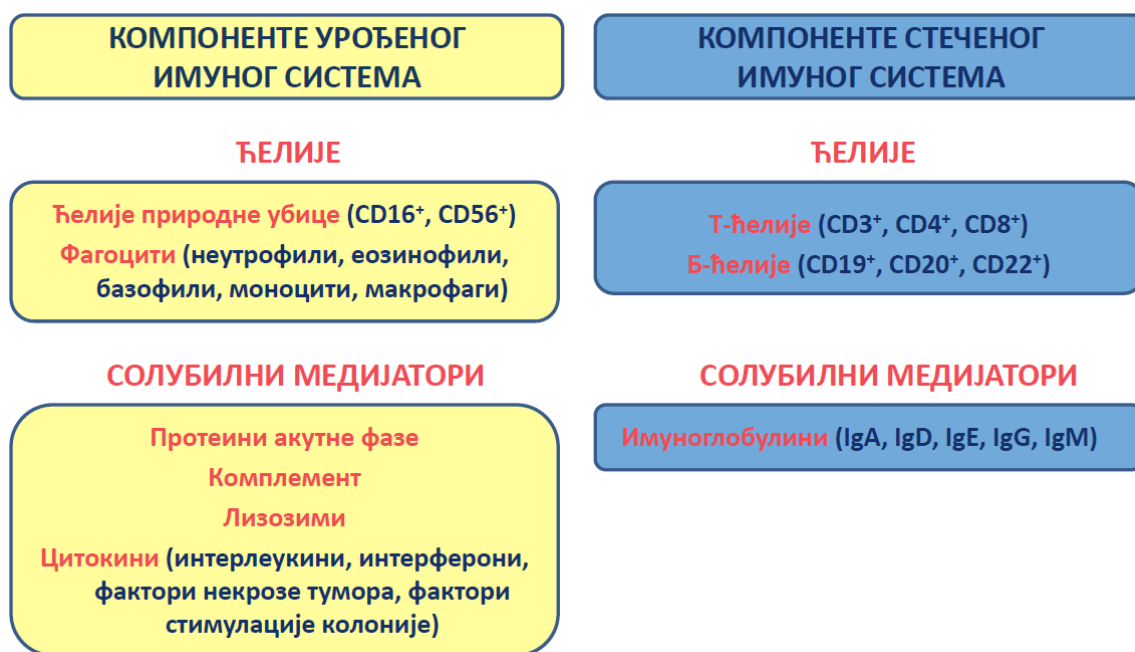 КОМПОНЕНТЕ УРОЂЕНОГ
ИМУНОГ СИСТЕМА
ЋЕЛИЈЕ
Ћелије природне убице (CD16⁺, CD56⁺)
Фагоцити (неутрофили, еозинофили,
базофили, моноцити, макрофаги)
СОЛУБИЛНИ МЕДИЈАТОРИ
Протеини акутне фазе
Комплемент
Лизозими
Цитокини (интерлеукини, интерферони,
фактори некрозе тумора, фактори
стимулације колоније)
КОМПОНЕНТЕ СТЕЧЕНОГ
ИМУНОГ СИСТЕМА
ЋЕЛИЈЕ
Т-ћелије (CD3⁺, CD4⁺, CD8⁺)
Б-ћелије (CD19⁺, CD20⁺, CD22⁺)
СОЛУБИЛНИ МЕДИЈАТОРИ
Имуноглобулини (IgA, IgD, IgE, IgG, IgM)